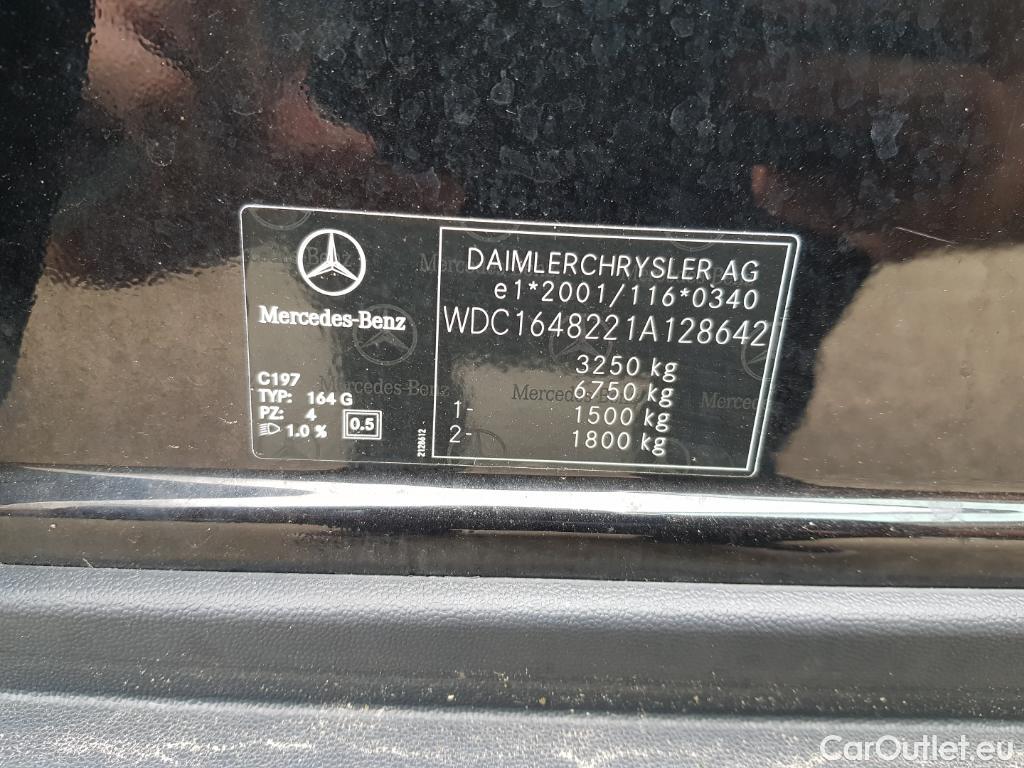 Mercedes-Benz
C197
TYP: 164 G
PZ: 4
1.0 % 0.5
2128612
DAIMLERCHRYSLER AG
e1*2001/116*0340
WDC1648221A128642
3250 kg
6750 kg
1- 1500 kg
2- 1800 kg
CarOutlet.eu